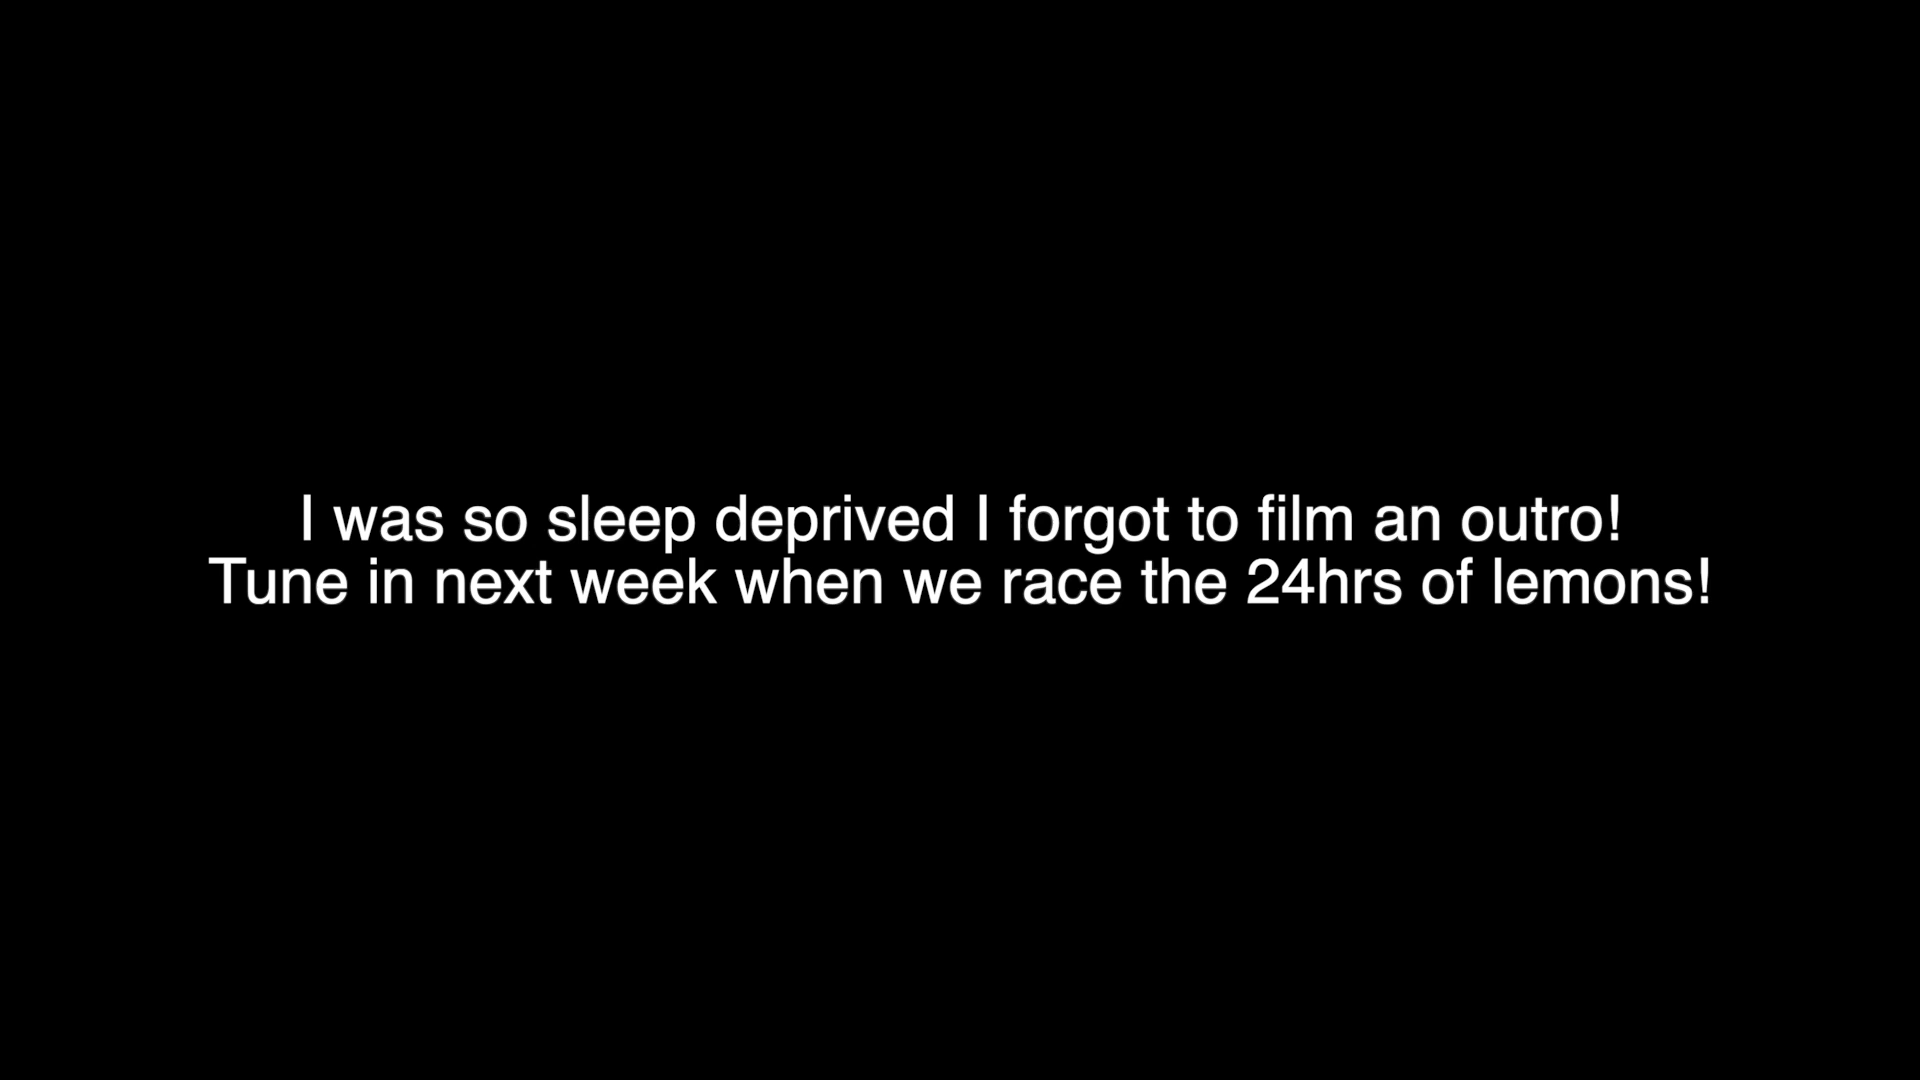 I was so sleep deprived I forgot to film an outro!
Tune in next week when we race the 24hrs of lemons!